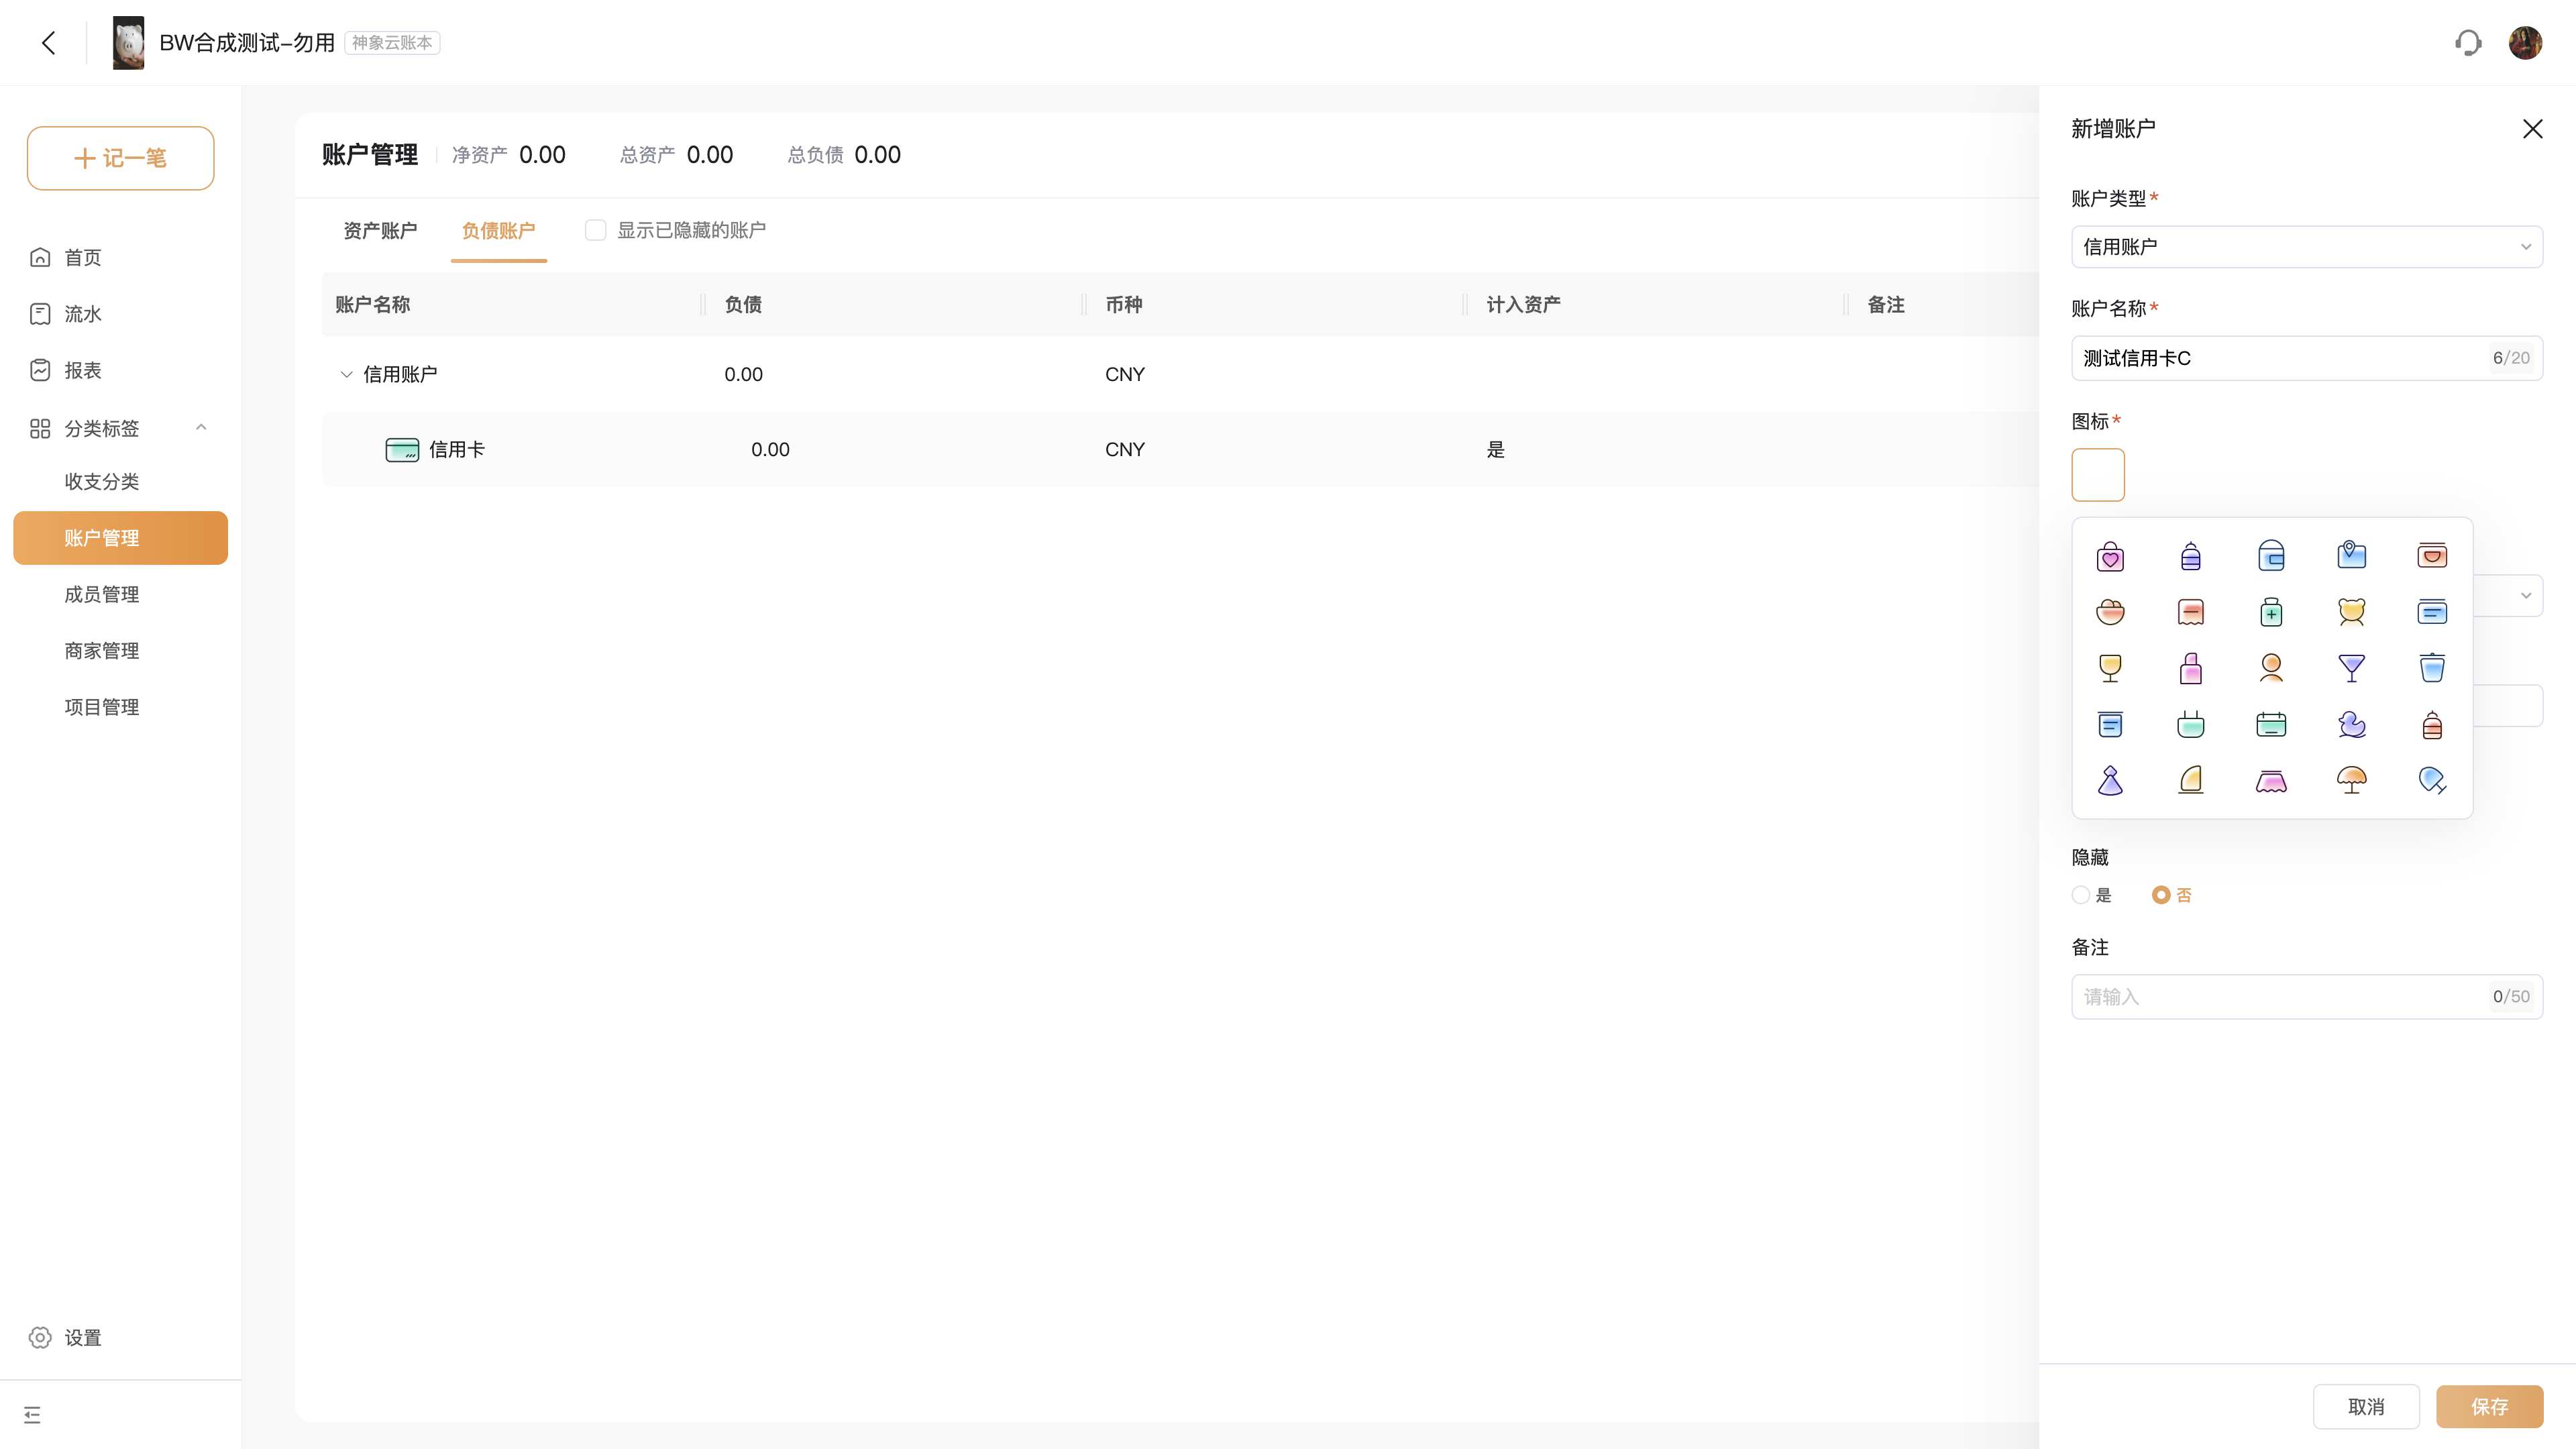 BW合成测试-勿用 神象云账本
记一笔
首页
流水
报表
分类标签
收支分类
账户管理
成员管理
商家管理
项目管理
设置
账户管理 净资产 0.00 总资产 0.00 总负债 0.00
资产账户 负债账户 显示已隐藏的账户
账户名称 负债 币种 计入资产 备注
信用账户 0.00 CNY
信用卡 0.00 CNY 是
新增账户
账户类型*
信用账户
账户名称*
测试信用卡C 6/20
图标*
隐藏
是 否
备注
请输入 0/50
取消 保存